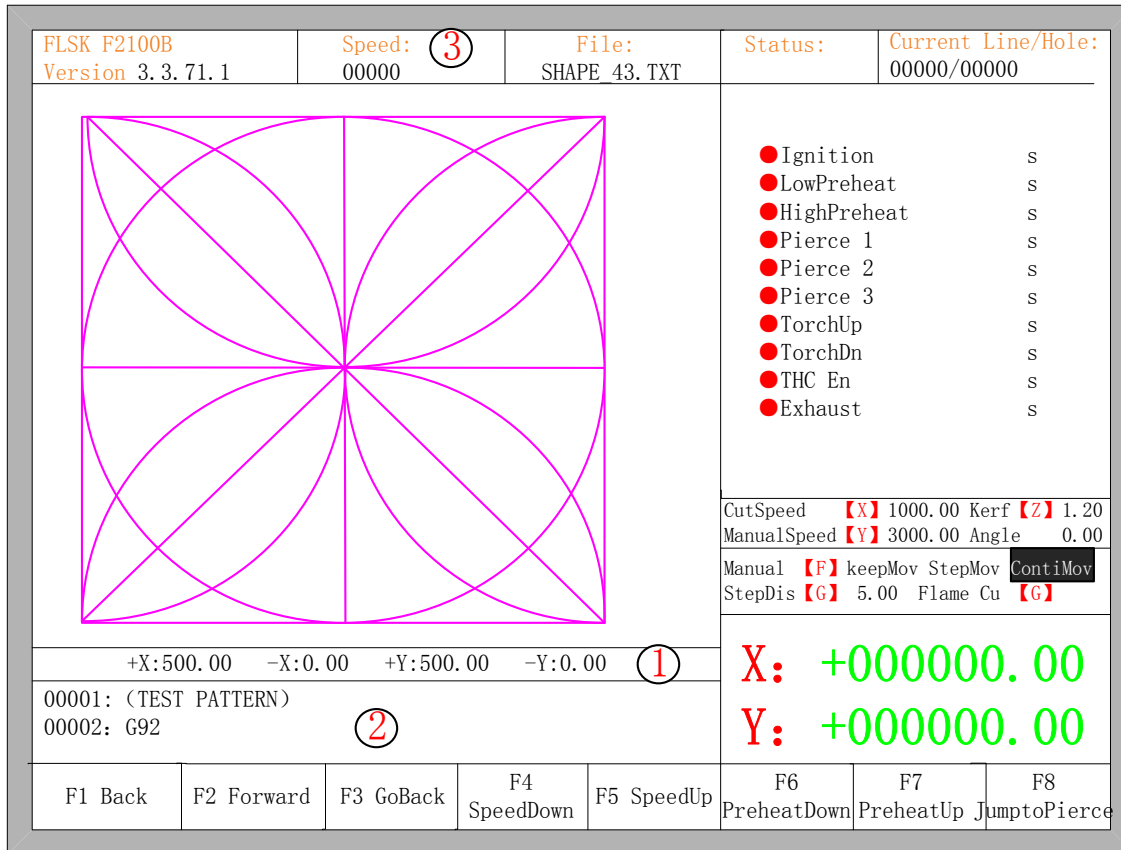 FLSK F2100B
Version 3.3.71.1
Speed: ③
00000
File:
SHAPE_43.TXT
Status:
Current Line/Hole:
00000/00000
Ignition s
LowPreheat s
HighPreheat s
Pierce 1 s
Pierce 2 s
Pierce 3 s
TorchUp s
TorchDn s
THC En s
Exhaust s
CutSpeed 【X】 1000.00 Kerf 【Z】 1.20
ManualSpeed 【Y】 3000.00 Angle 0.00
Manual 【F】 keepMov StepMov ContiMov
StepDis 【G】 5.00 Flame Cu 【G】
+X:500.00 -X:0.00 +Y:500.00 -Y:0.00 ①
00001: (TEST PATTERN)
00002: G92 ②
X: +000000.00
Y: +000000.00
F1 Back
F2 Forward
F3 GoBack
F4
SpeedDown
F5 SpeedUp
F6
PreheatDown
F7
PreheatUp
F8
JumptoPierce